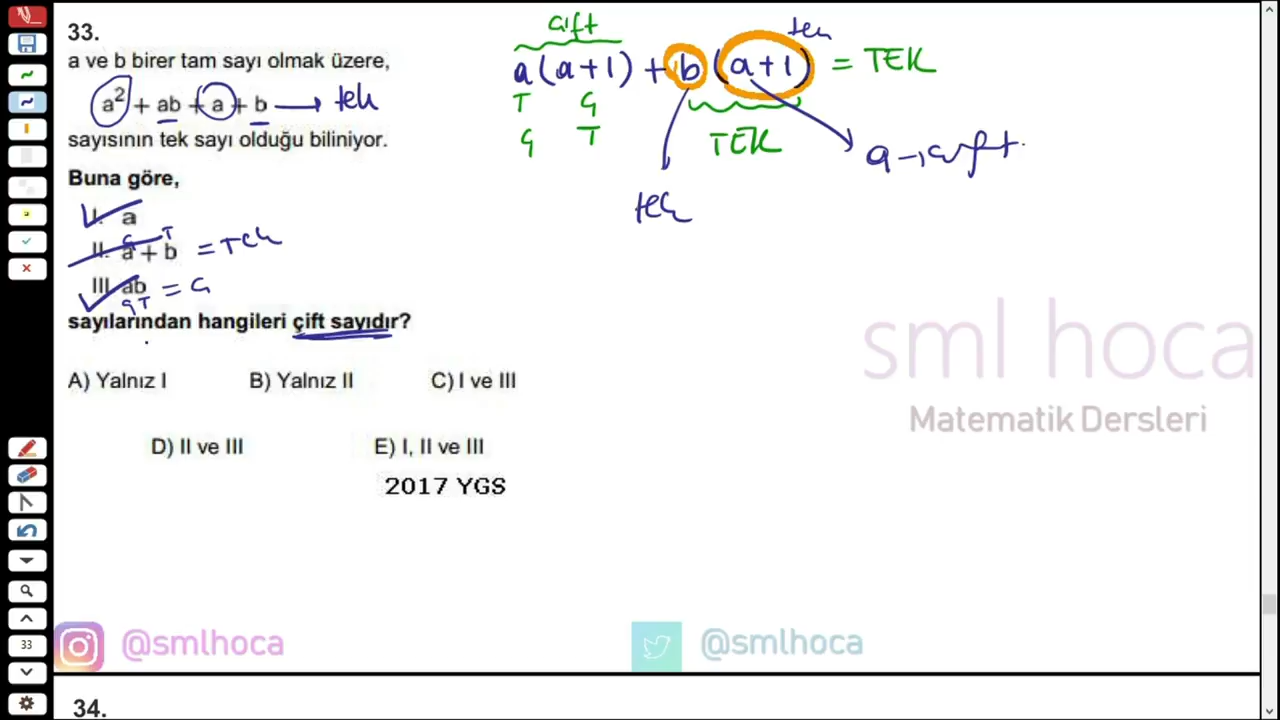 33.
a ve b birer tam sayı olmak üzere,
a² + ab + a + b → tek
sayısının tek sayı olduğu biliniyor.
Buna göre,
I. a
Ç T
II. a + b = Tek
III. ab = Ç
ÇT
sayılarından hangileri çift sayıdır?
A) Yalnız I B) Yalnız II C) I ve III
D) II ve III E) I, II ve III
2017 YGS
çift tek
a(a+1) + b(a+1) = TEK
T Ç
Ç T
TEK
a → çift
tek
sml hoca
Matematik Dersleri
@smlhoca @smlhoca
33
34.